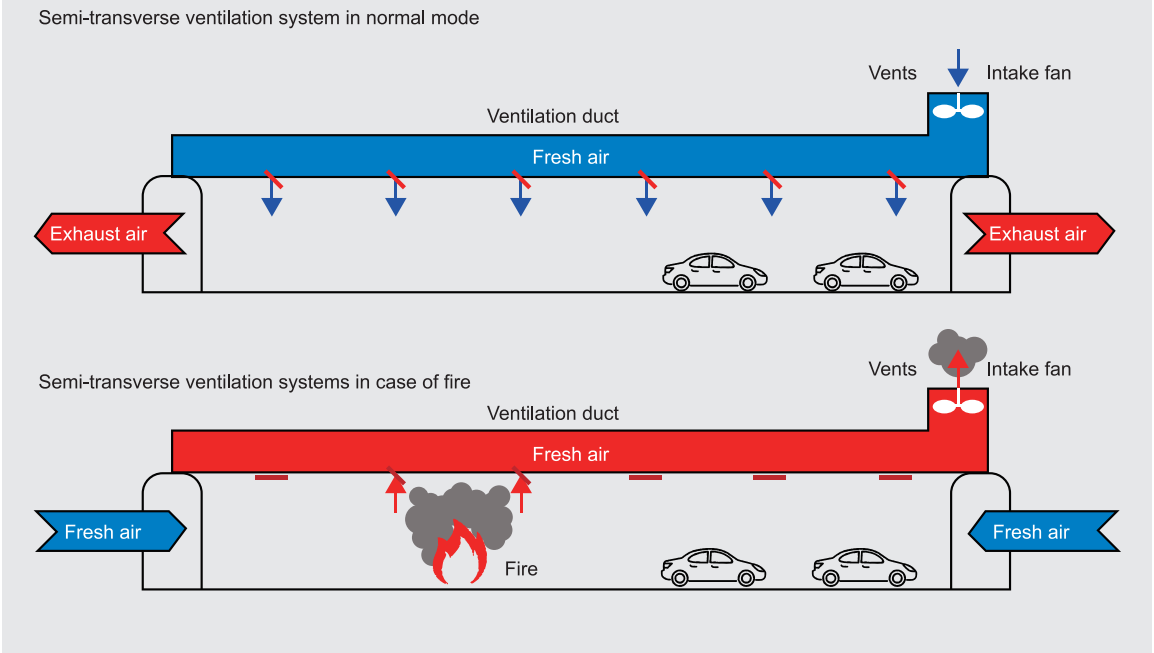 Semi-transverse ventilation system in normal mode
Vents
Intake fan
Ventilation duct
Fresh air
Exhaust air
Exhaust air
Semi-transverse ventilation systems in case of fire
Vents
Intake fan
Ventilation duct
Fresh air
Fresh air
Fresh air
Fire